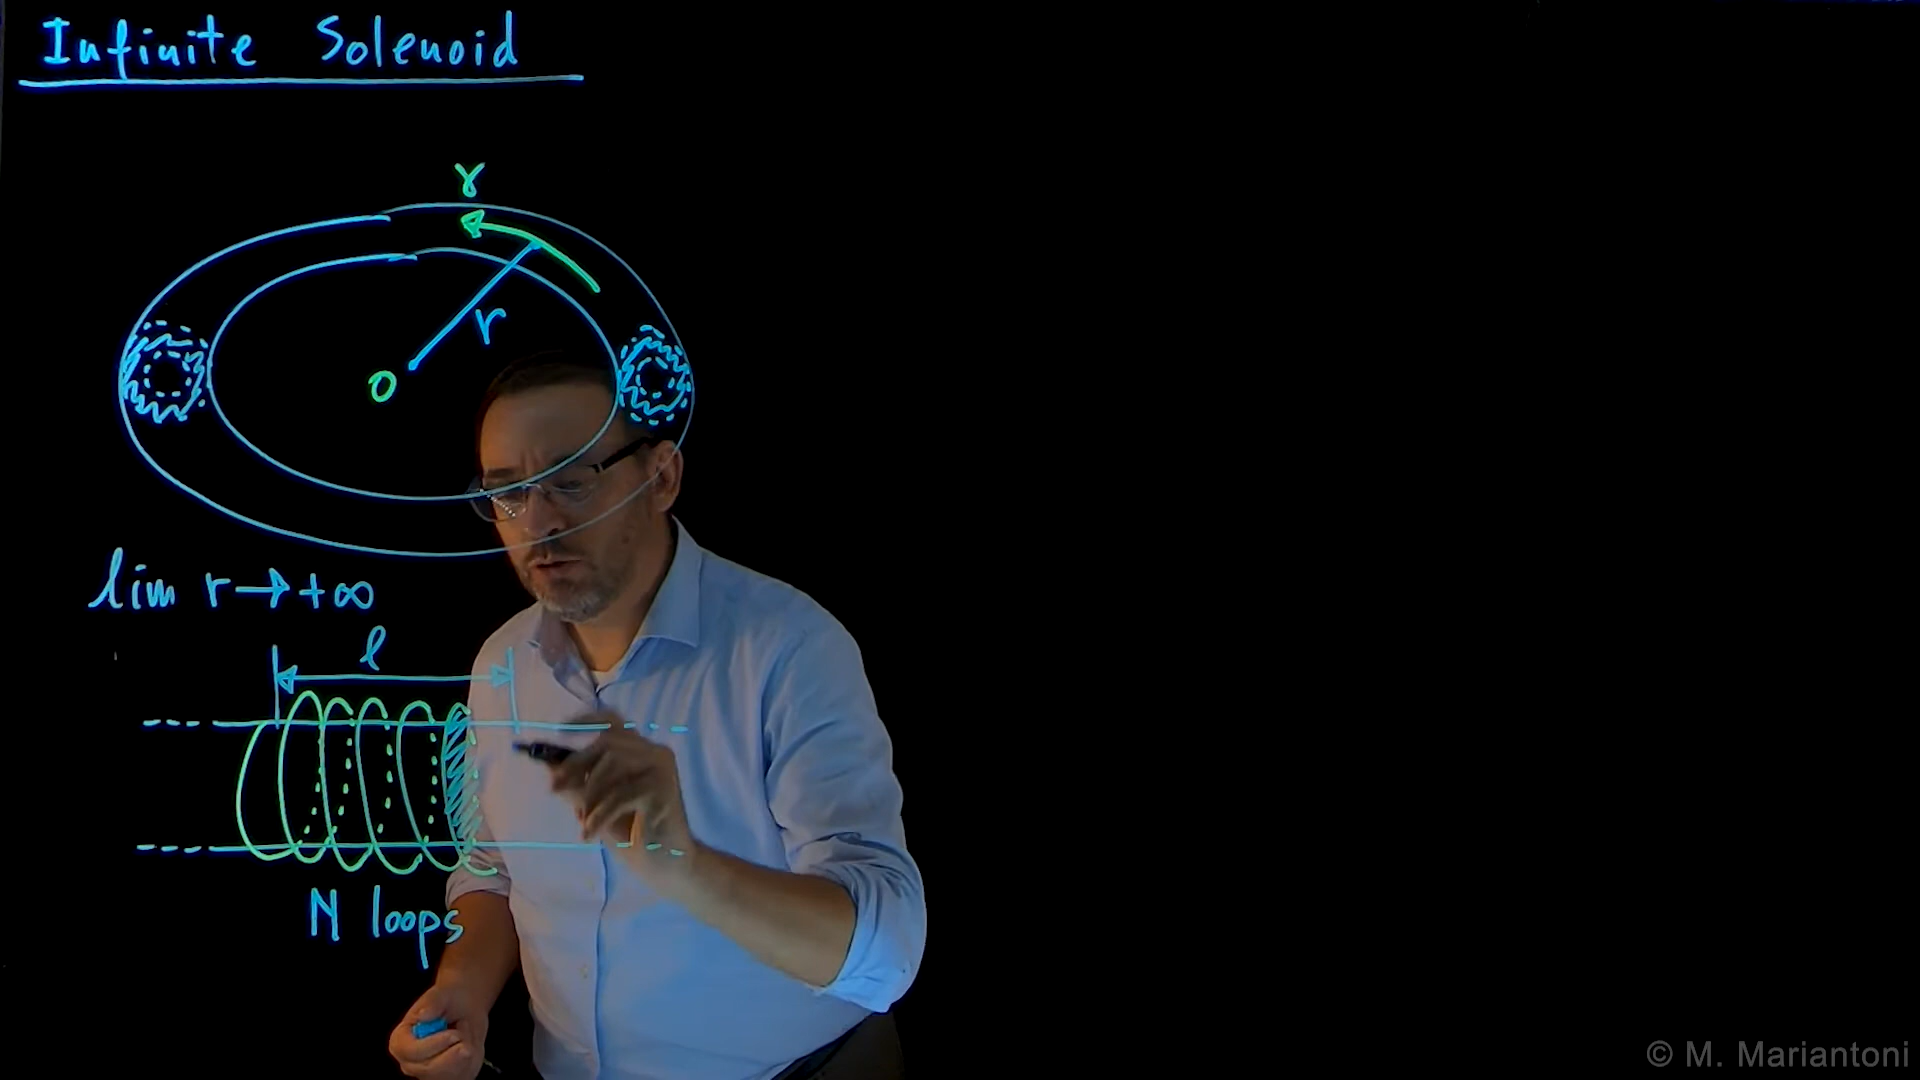 Infinite Solenoid
γ
r
O
lim r→+∞
l
N loops
© M. Mariantoni